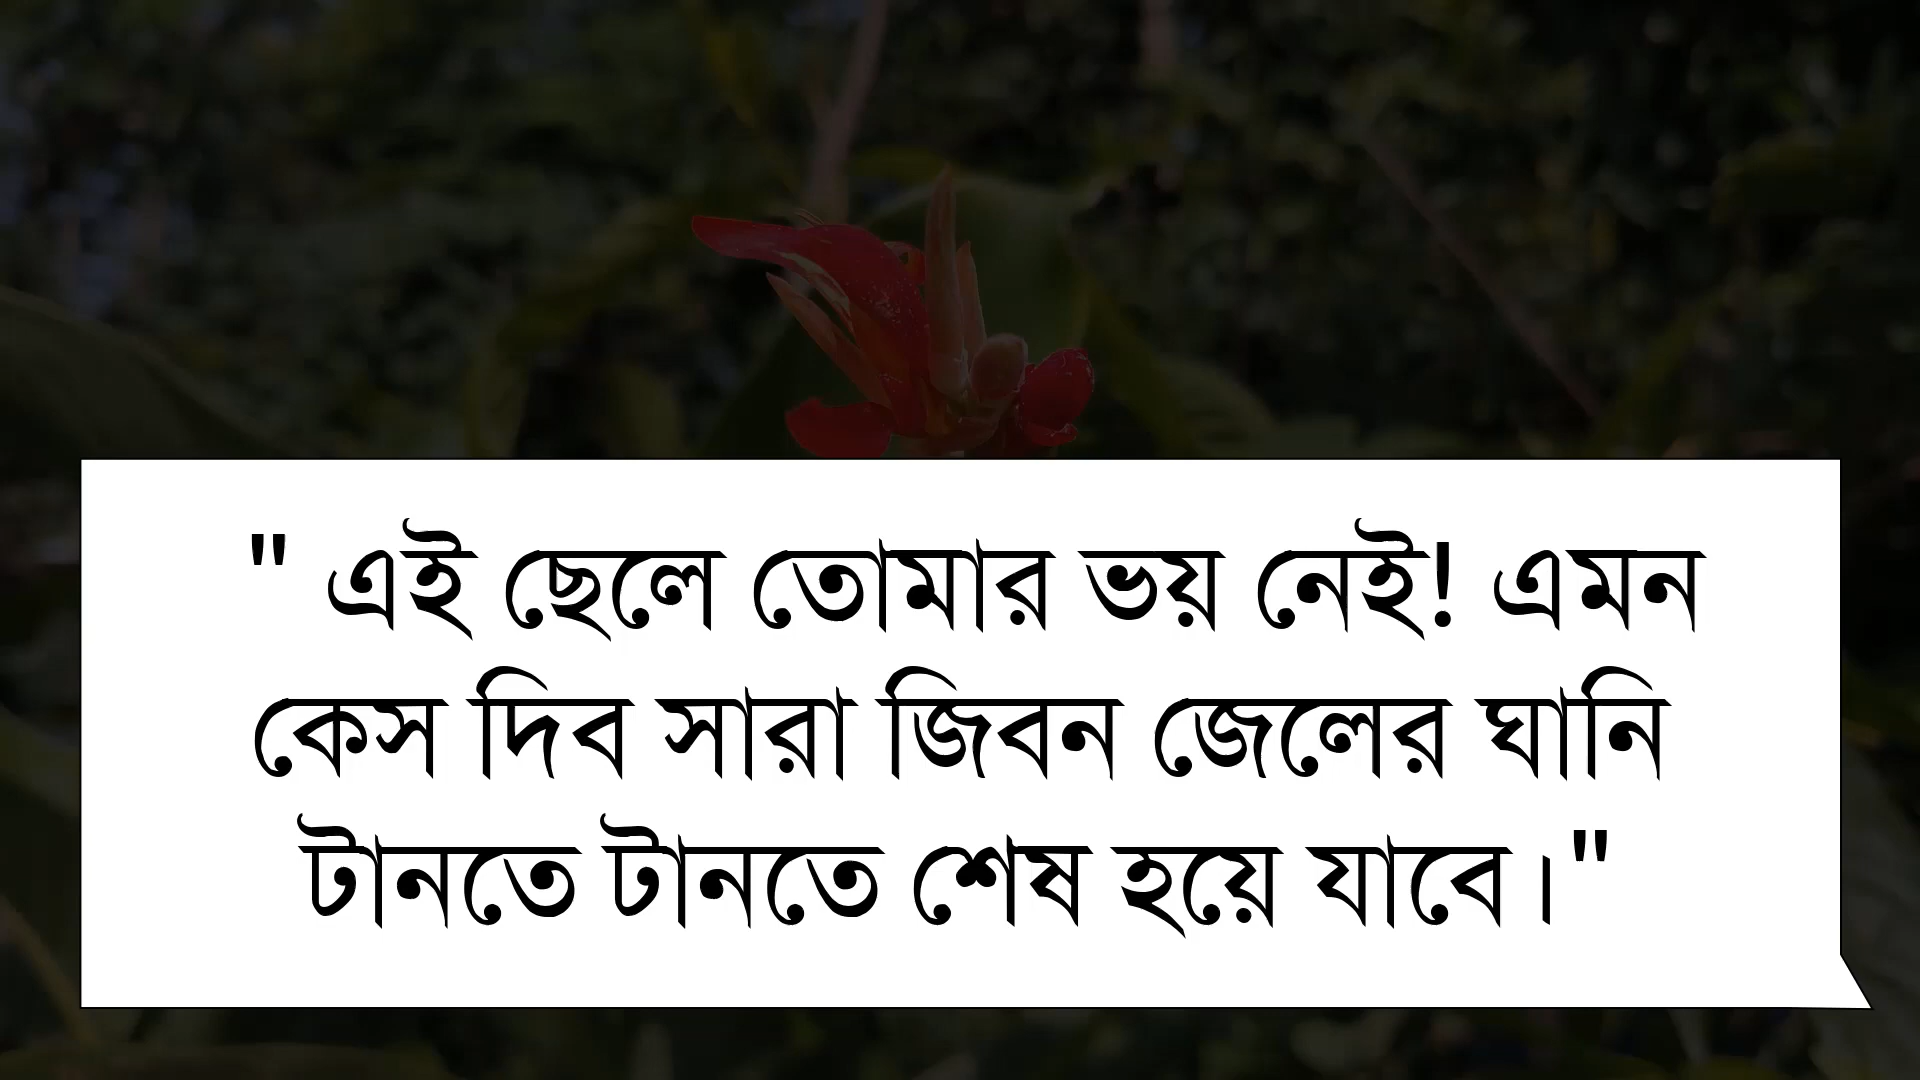 " এই ছেলে তোমার ভয় নেই! এমন
কেস দিব সারা জিবন জেলের ঘানি
টানতে টানতে শেষ হয়ে যাবে।"